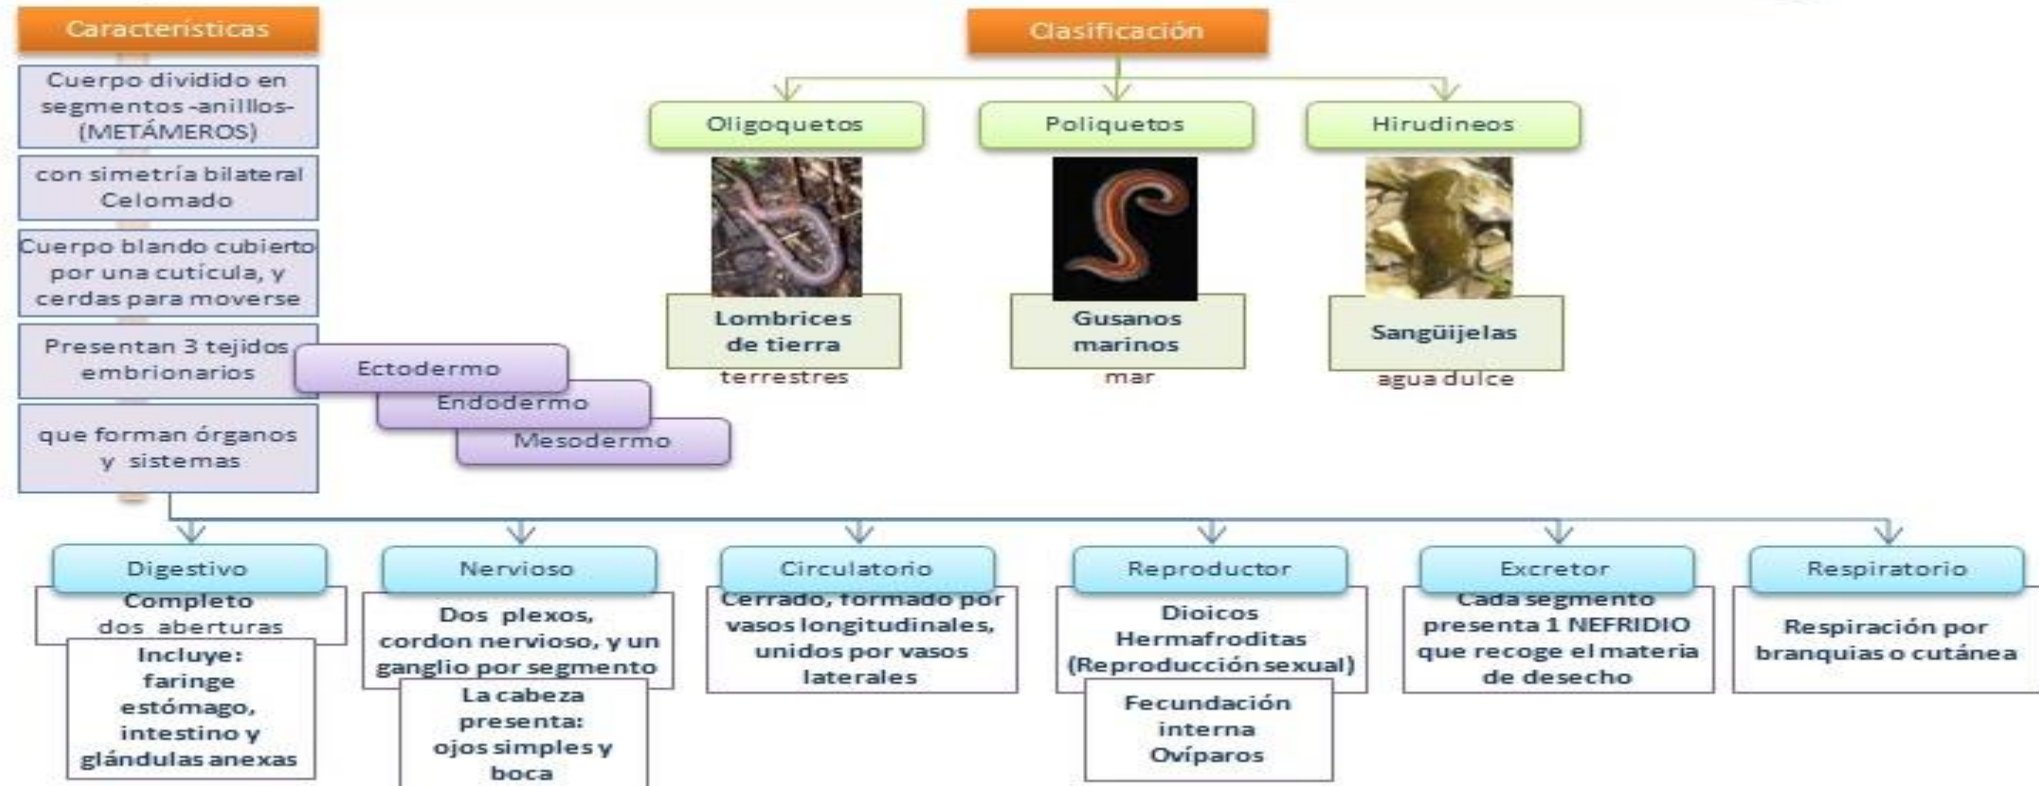 Características
Cuerpo dividido en
segmentos -anilllos-
(METÁMEROS)
con simetría bilateral
Celomado
Cuerpo blando cubierto
por una cutícula, y
cerdas para moverse
Presentan 3 tejidos
embrionarios
que forman órganos
y sistemas
Ectodermo
Endodermo
Mesodermo
Clasificación
Oligoquetos
Lombrices
de tierra
terrestres
Poliquetos
Gusanos
marinos
mar
Hirudineos
Sangüijelas
agua dulce
Digestivo
Completo
dos aberturas
Incluye:
faringe
estómago,
intestino y
glándulas anexas
Nervioso
Dos plexos,
cordon nervioso, y un
ganglio por segmento
La cabeza
presenta:
ojos simples y
boca
Circulatorio
Cerrado, formado por
vasos longitudinales,
unidos por vasos
laterales
Reproductor
Dioicos
Hermafroditas
(Reproducción sexual)
Fecundación
interna
Ovíparos
Excretor
Cada segmento
presenta 1 NEFRIDIO
que recoge el materia
de desecho
Respiratorio
Respiración por
branquias o cutánea